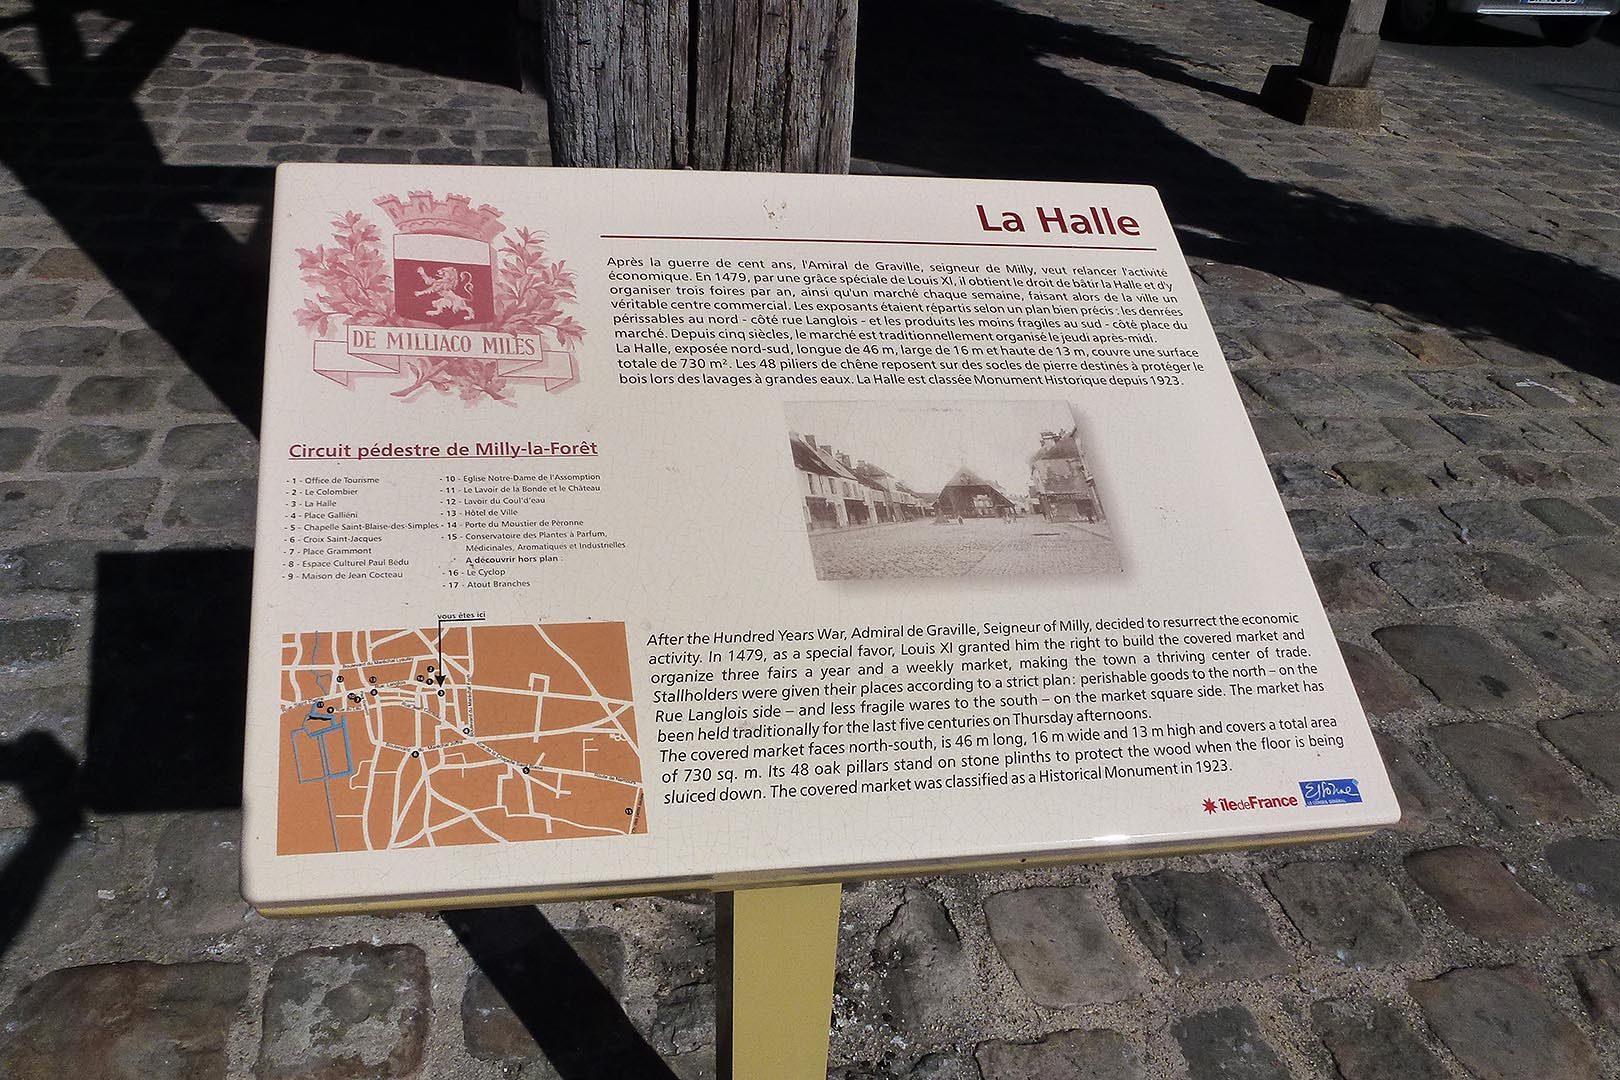 La Halle
Après la guerre de cent ans, l'Amiral de Graville, seigneur de Milly, veut relancer l'activité
économique. En 1479, par une grâce spéciale de Louis XI, il obtient le droit de bâtir la Halle et d'y
organiser trois foires par an, ainsi qu'un marché chaque semaine, faisant alors de la ville un
véritable centre commercial. Les exposants étaient répartis selon un plan bien précis : les denrées
périssables au nord - côté rue Langlois - et les produits les moins fragiles au sud - côté place du
marché. Depuis cinq siècles, le marché est traditionnellement organisé le jeudi après-midi.
La Halle, exposée nord-sud, longue de 46 m, large de 16 m et haute de 13 m, couvre une surface
totale de 730 m². Les 48 piliers de chêne reposent sur des socles de pierre destinés à protéger le
bois lors des lavages à grandes eaux. La Halle est classée Monument Historique depuis 1923.
DE MILLIACO MILES
Circuit pédestre de Milly-la-Forêt
- 1 - Office de Tourisme
- 2 - Le Colombier
- 3 - La Halle
- 4 - Place Galliéni
- 5 - Chapelle Saint-Blaise-des-Simples
- 6 - Croix Saint-Jacques
- 7 - Place Grammont
- 8 - Espace Culturel Paul Bédu
- 9 - Maison de Jean Cocteau
- 10 - Eglise Notre-Dame de l'Assomption
- 11 - Le Lavoir de la Bonde et le Château
- 12 - Lavoir du Coul'd'eau
- 13 - Hôtel de Ville
- 14 - Porte du Moustier de Péronne
- 15 - Conservatoire des Plantes à Parfum,
Médicinales, Aromatiques et Industrielles
A découvrir hors plan :
- 16 - Le Cyclop
- 17 - Atout Branches
vous êtes ici
After the Hundred Years War, Admiral de Graville, Seigneur of Milly, decided to resurrect the economic
activity. In 1479, as a special favor, Louis XI granted him the right to build the covered market and
organize three fairs a year and a weekly market, making the town a thriving center of trade.
Stallholders were given their places according to a strict plan: perishable goods to the north – on the
Rue Langlois side – and less fragile wares to the south – on the market square side. The market has
been held traditionally for the last five centuries on Thursday afternoons.
The covered market faces north-south, is 46 m long, 16 m wide and 13 m high and covers a total area
of 730 sq. m. Its 48 oak pillars stand on stone plinths to protect the wood when the floor is being
sluiced down. The covered market was classified as a Historical Monument in 1923.
îledeFrance
Essonne
LE CONSEIL GÉNÉRAL